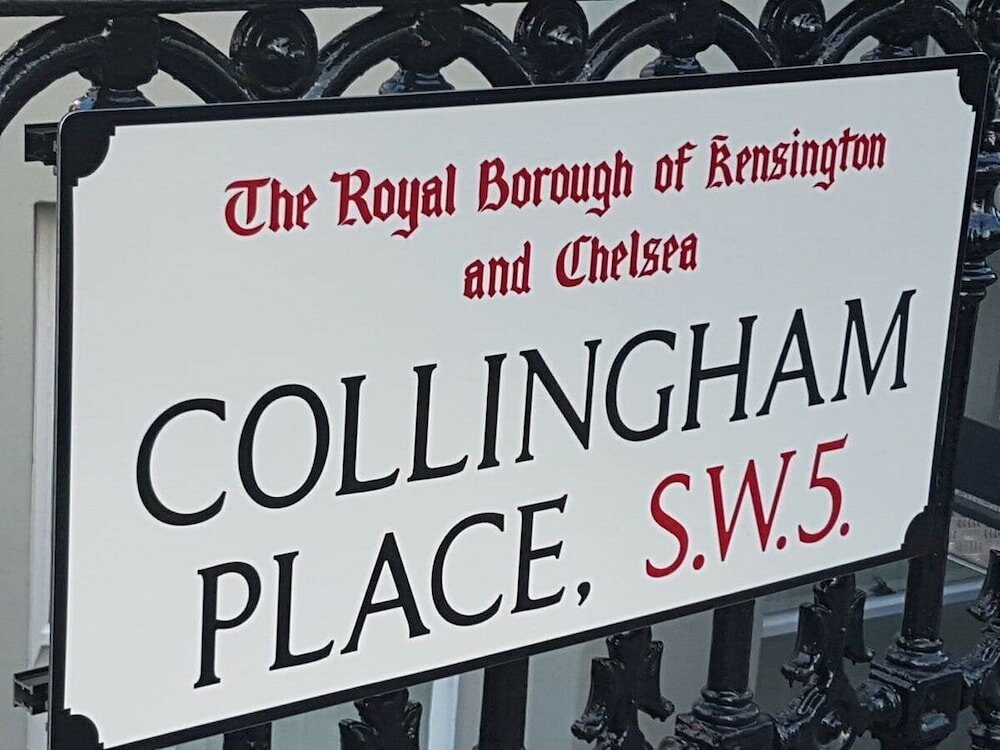 The Royal Borough of Kensington
and Chelsea
COLLINGHAM
PLACE, S.W.5.